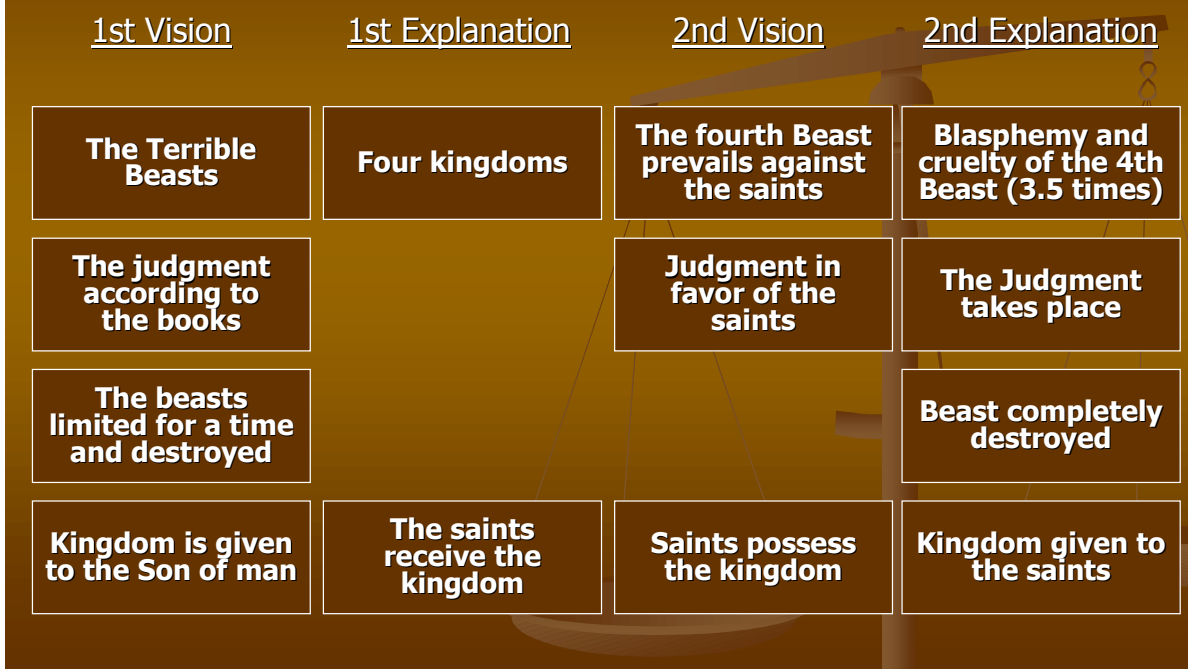 1st Vision
1st Explanation
2nd Vision
2nd Explanation
The Terrible
Beasts
Four kingdoms
The fourth Beast
prevails against
the saints
Blasphemy and
cruelty of the 4th
Beast (3.5 times)
The judgment
according to
the books
Judgment in
favor of the
saints
The Judgment
takes place
The beasts
limited for a time
and destroyed
Beast completely
destroyed
Kingdom is given
to the Son of man
The saints
receive the
kingdom
Saints possess
the kingdom
Kingdom given to
the saints